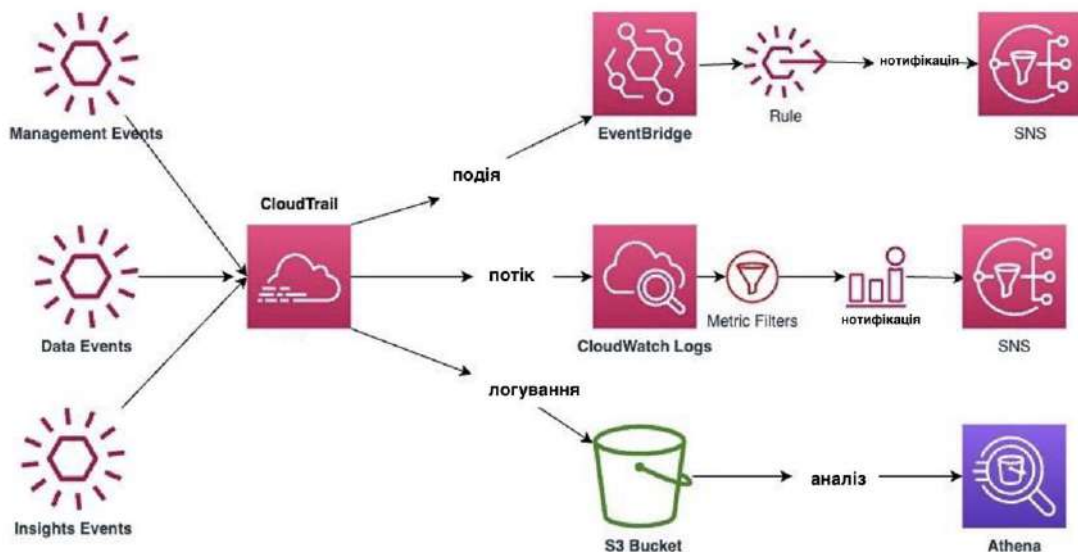 Management Events
Data Events
Insights Events
CloudTrail
подія
EventBridge
Rule
нотифікація
SNS
потік
CloudWatch Logs
Metric Filters
нотифікація
SNS
логування
S3 Bucket
аналіз
Athena